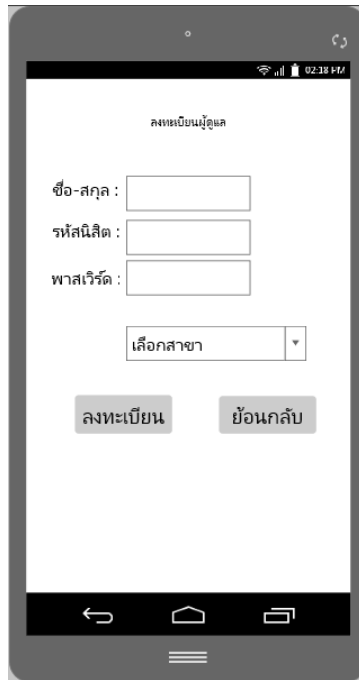 02:18 PM
ลงทะเบียนผู้ดูแล
ชื่อ-สกุล :
รหัสนิสิต :
พาสเวิร์ด :
เลือกสาขา
ลงทะเบียน ย้อนกลับ